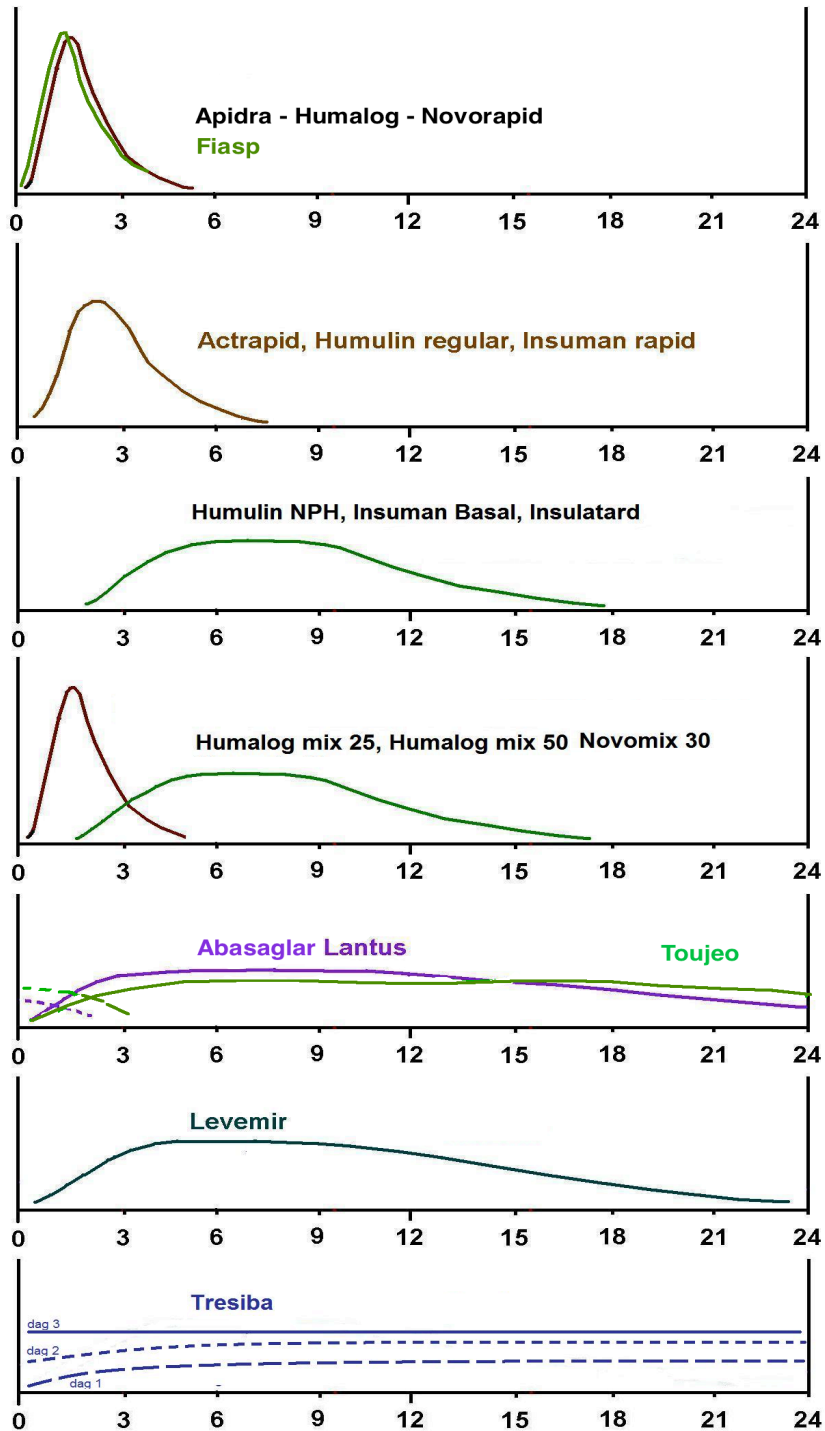 Apidra - Humalog - Novorapid
Fiasp
0 3 6 9 12 15 18 21 24
Actrapid, Humulin regular, Insuman rapid
0 3 6 9 12 15 18 21 24
Humulin NPH, Insuman Basal, Insulatard
0 3 6 9 12 15 18 21 24
Humalog mix 25, Humalog mix 50 Novomix 30
0 3 6 9 12 15 18 21 24
Abasaglar Lantus Toujeo
0 3 6 9 12 15 18 21 24
Levemir
0 3 6 9 12 15 18 21 24
Tresiba
dag 3
dag 2
dag 1
0 3 6 9 12 15 18 21 24